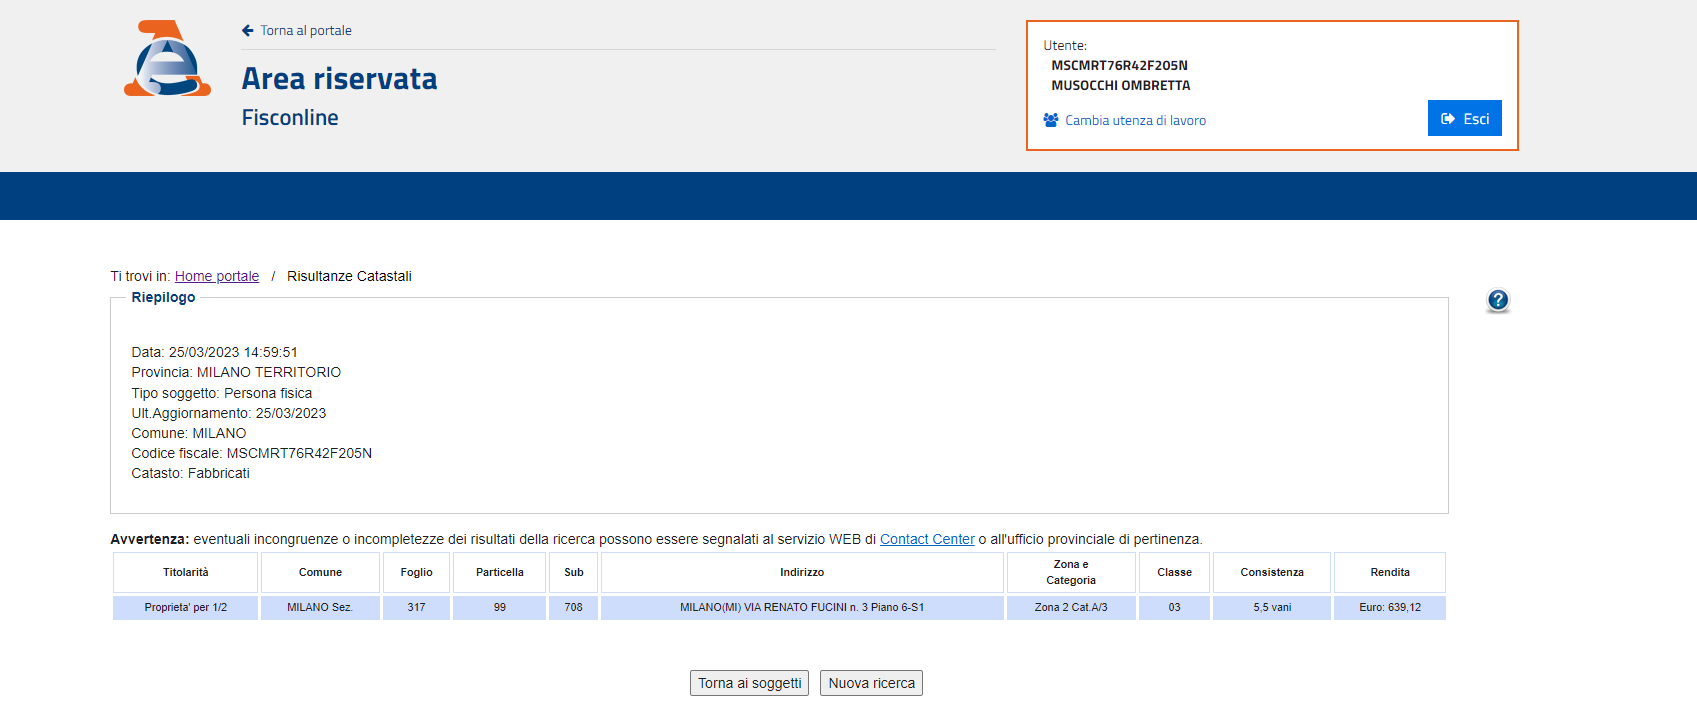 Torna al portale
Area riservata
Fisconline
Utente:
MSCMRT76R42F205N
MUSOCCHI OMBRETTA
Cambia utenza di lavoro
Esci
Ti trovi in: Home portale / Risultanze Catastali
Riepilogo
?
Data: 25/03/2023 14:59:51
Provincia: MILANO TERRITORIO
Tipo soggetto: Persona fisica
Ult.Aggiornamento: 25/03/2023
Comune: MILANO
Codice fiscale: MSCMRT76R42F205N
Catasto: Fabbricati
Avvertenza: eventuali incongruenze o incompletezze dei risultati della ricerca possono essere segnalati al servizio WEB di Contact Center o all'ufficio provinciale di pertinenza.
Titolarità Comune Foglio Particella Sub Indirizzo Zona e Categoria Classe Consistenza Rendita
Proprieta' per 1/2 MILANO Sez. 317 99 708 MILANO(MI) VIA RENATO FUCINI n. 3 Piano 6-S1 Zona 2 Cat.A/3 03 5,5 vani Euro: 639,12
Torna ai soggetti Nuova ricerca